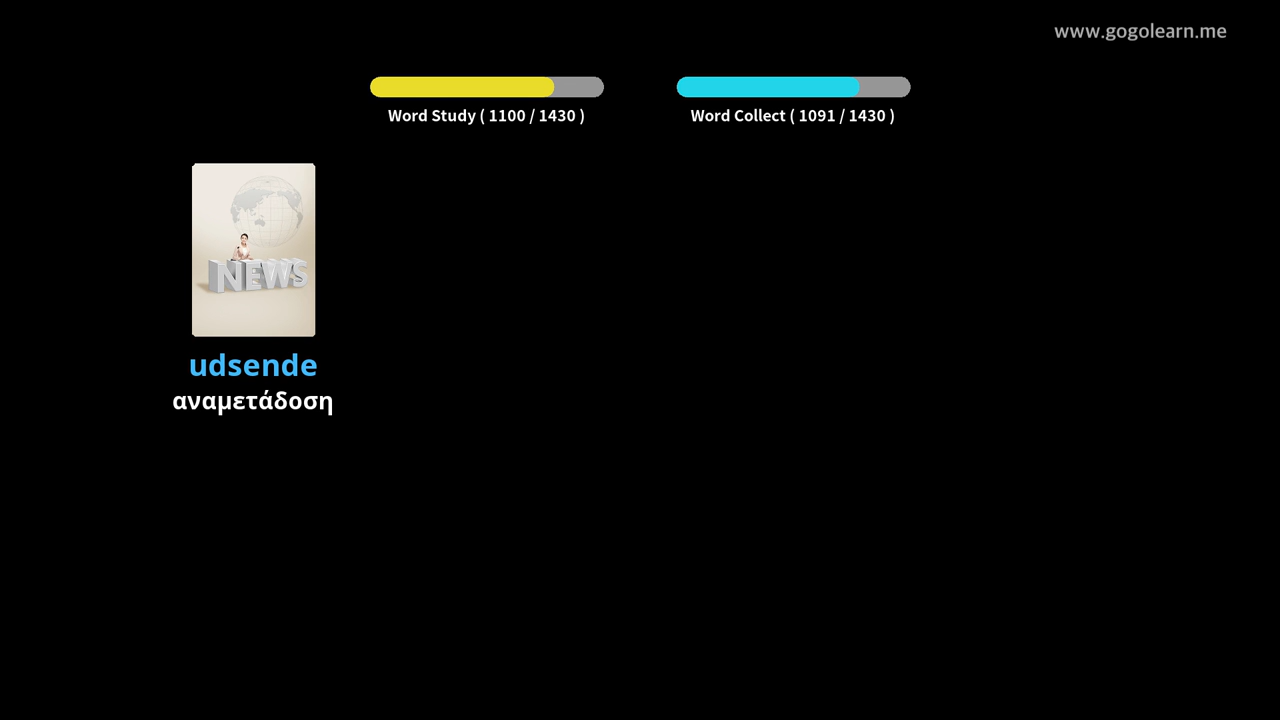 www.gogolearn.me
Word Study ( 1100 / 1430 )
Word Collect ( 1091 / 1430 )
NEWS
udsende
αναμετάδοση